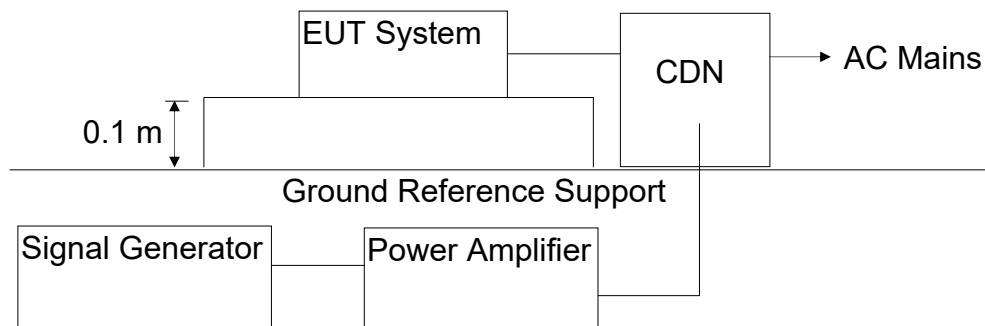 EUT System
CDN
AC Mains
0.1 m
Ground Reference Support
Signal Generator
Power Amplifier